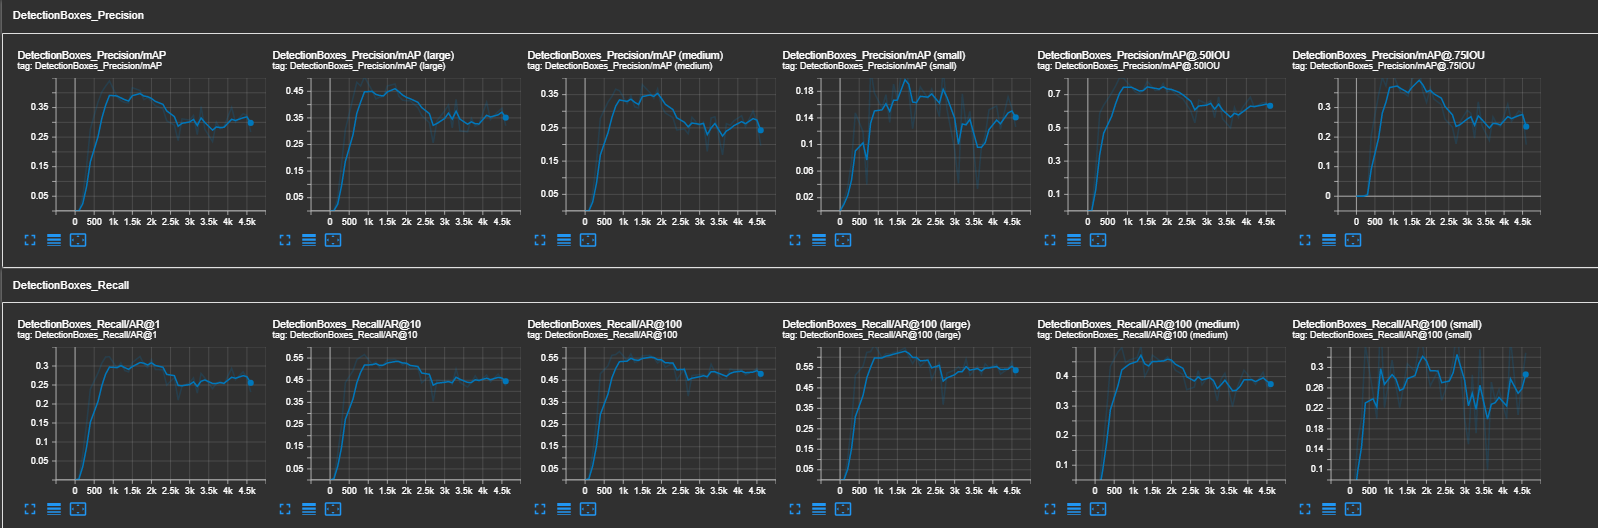 DetectionBoxes_Precision
DetectionBoxes_Precision/mAP
tag: DetectionBoxes_Precision/mAP
0.35
0.25
0.15
0.05
0 500 1k 1.5k 2k 2.5k 3k 3.5k 4k 4.5k
DetectionBoxes_Precision/mAP (large)
tag: DetectionBoxes_Precision/mAP (large)
0.45
0.35
0.25
0.15
0.05
0 500 1k 1.5k 2k 2.5k 3k 3.5k 4k 4.5k
DetectionBoxes_Precision/mAP (medium)
tag: DetectionBoxes_Precision/mAP (medium)
0.35
0.25
0.15
0.05
0 500 1k 1.5k 2k 2.5k 3k 3.5k 4k 4.5k
DetectionBoxes_Precision/mAP (small)
tag: DetectionBoxes_Precision/mAP (small)
0.18
0.14
0.1
0.06
0.02
0 500 1k 1.5k 2k 2.5k 3k 3.5k 4k 4.5k
DetectionBoxes_Precision/mAP@.50IOU
tag: DetectionBoxes_Precision/mAP@.50IOU
0.7
0.5
0.3
0.1
0 500 1k 1.5k 2k 2.5k 3k 3.5k 4k 4.5k
DetectionBoxes_Precision/mAP@.75IOU
tag: DetectionBoxes_Precision/mAP@.75IOU
0.3
0.2
0.1
0
0 500 1k 1.5k 2k 2.5k 3k 3.5k 4k 4.5k
DetectionBoxes_Recall
DetectionBoxes_Recall/AR@1
tag: DetectionBoxes_Recall/AR@1
0.3
0.25
0.2
0.15
0.1
0.05
0 500 1k 1.5k 2k 2.5k 3k 3.5k 4k 4.5k
DetectionBoxes_Recall/AR@10
tag: DetectionBoxes_Recall/AR@10
0.55
0.45
0.35
0.25
0.15
0.05
0 500 1k 1.5k 2k 2.5k 3k 3.5k 4k 4.5k
DetectionBoxes_Recall/AR@100
tag: DetectionBoxes_Recall/AR@100
0.55
0.45
0.35
0.25
0.15
0.05
0 500 1k 1.5k 2k 2.5k 3k 3.5k 4k 4.5k
DetectionBoxes_Recall/AR@100 (large)
tag: DetectionBoxes_Recall/AR@100 (large)
0.55
0.45
0.35
0.25
0.15
0.05
0 500 1k 1.5k 2k 2.5k 3k 3.5k 4k 4.5k
DetectionBoxes_Recall/AR@100 (medium)
tag: DetectionBoxes_Recall/AR@100 (medium)
0.4
0.3
0.2
0.1
0 500 1k 1.5k 2k 2.5k 3k 3.5k 4k 4.5k
DetectionBoxes_Recall/AR@100 (small)
tag: DetectionBoxes_Recall/AR@100 (small)
0.3
0.26
0.22
0.18
0.14
0.1
0 500 1k 1.5k 2k 2.5k 3k 3.5k 4k 4.5k